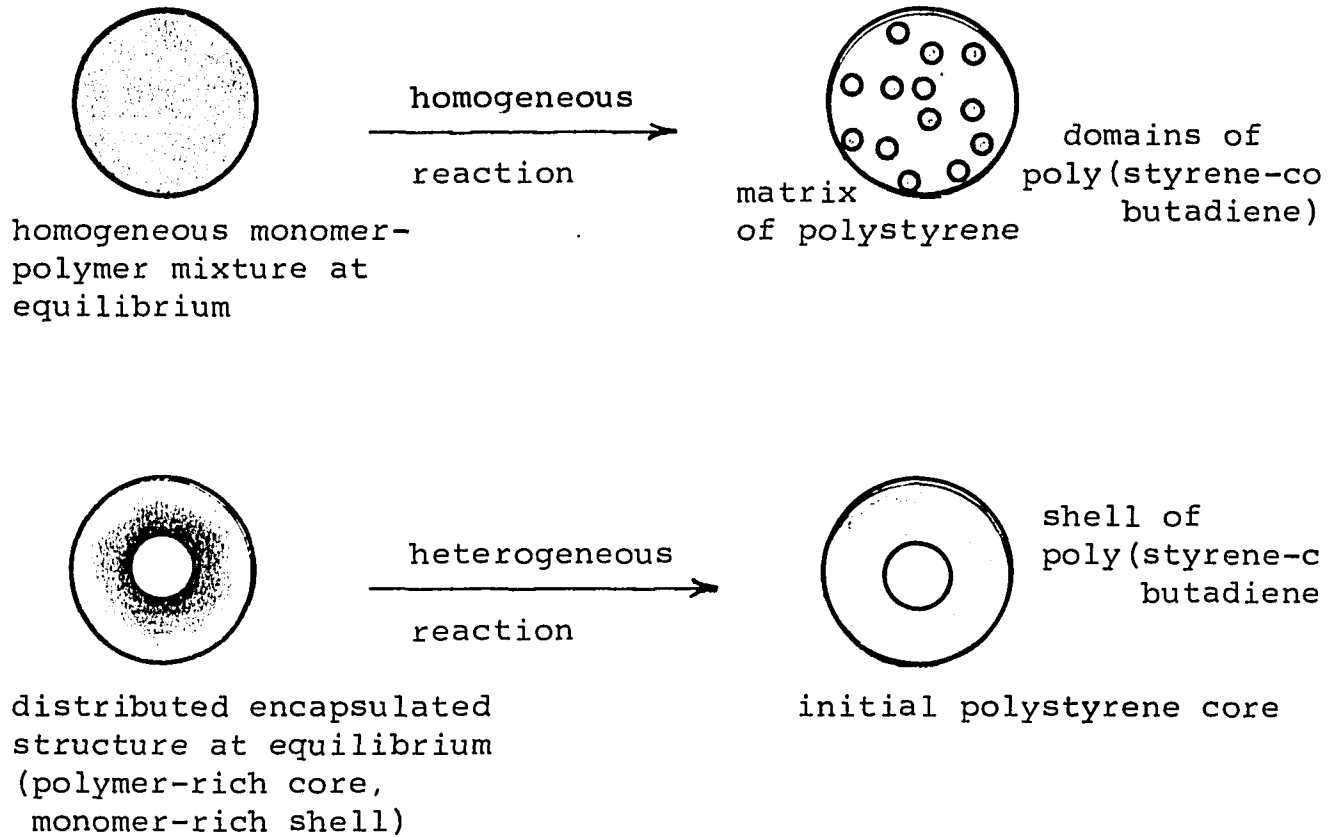 homogeneous
reaction
homogeneous monomer-
polymer mixture at
equilibrium
matrix
of polystyrene
domains of
poly(styrene-co
butadiene)
heterogeneous
reaction
distributed encapsulated
structure at equilibrium
(polymer-rich core,
monomer-rich shell)
shell of
poly(styrene-c
butadiene
initial polystyrene core